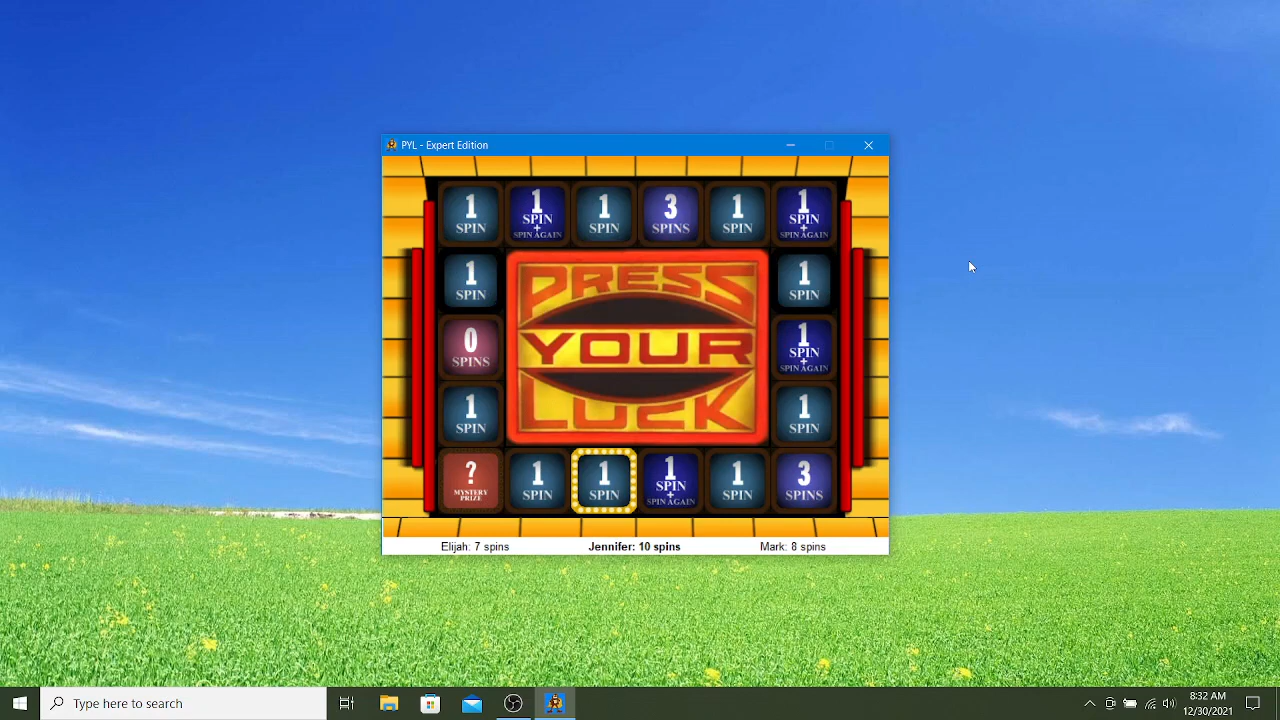 PYL - Expert Edition
1 SPIN
1 SPIN + SPIN AGAIN
1 SPIN
3 SPINS
1 SPIN
1 SPIN + SPIN AGAIN
1 SPIN
1 SPIN
0 SPINS
1 SPIN + SPIN AGAIN
1 SPIN
1 SPIN
PRESS
YOUR
LUCK
? MYSTERY PRIZE
1 SPIN
1 SPIN
1 SPIN + SPIN AGAIN
1 SPIN
3 SPINS
Elijah: 7 spins
Jennifer: 10 spins
Mark: 8 spins
Type here to search
8:32 AM
12/30/2021